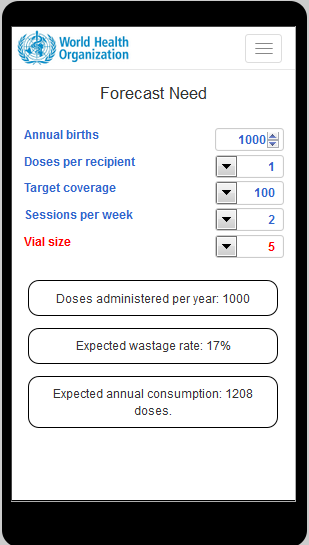 World Health
Organization
Forecast Need
Annual births 1000
Doses per recipient 1
Target coverage 100
Sessions per week 2
Vial size 5
Doses administered per year: 1000
Expected wastage rate: 17%
Expected annual consumption: 1208
doses.